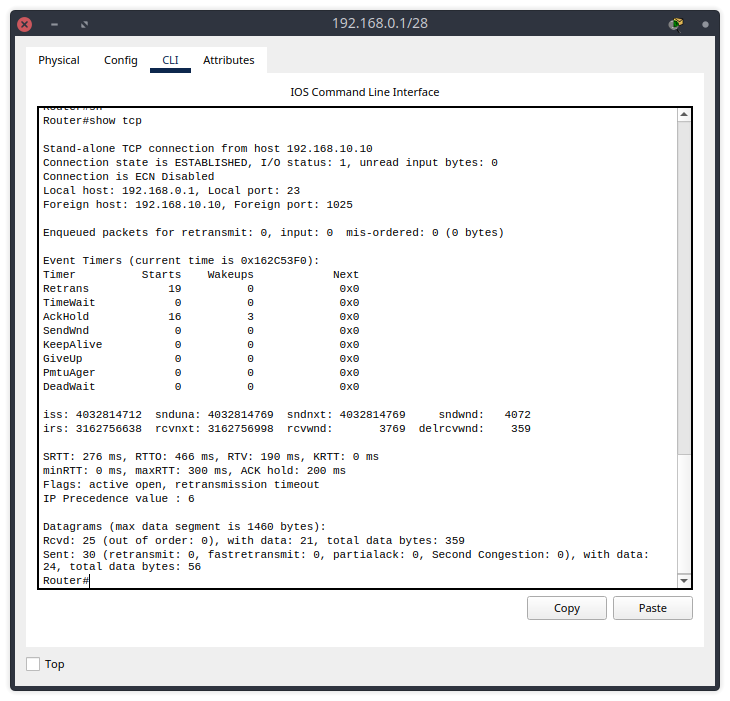 192.168.0.1/28
Physical Config CLI Attributes
IOS Command Line Interface
Router#show tcp
Stand-alone TCP connection from host 192.168.10.10
Connection state is ESTABLISHED, I/O status: 1, unread input bytes: 0
Connection is ECN Disabled
Local host: 192.168.0.1, Local port: 23
Foreign host: 192.168.10.10, Foreign port: 1025
Enqueued packets for retransmit: 0, input: 0  mis-ordered: 0 (0 bytes)
Event Timers (current time is 0x162C53F0):
Timer          Starts    Wakeups            Next
Retrans            19          0             0x0
TimeWait            0          0             0x0
AckHold            16          3             0x0
SendWnd             0          0             0x0
KeepAlive           0          0             0x0
GiveUp              0          0             0x0
PmtuAger            0          0             0x0
DeadWait            0          0             0x0
iss: 4032814712  snduna: 4032814769  sndnxt: 4032814769     sndwnd:   4072
irs: 3162756638  rcvnxt: 3162756998  rcvwnd:       3769  delrcvwnd:    359
SRTT: 276 ms, RTTO: 466 ms, RTV: 190 ms, KRTT: 0 ms
minRTT: 0 ms, maxRTT: 300 ms, ACK hold: 200 ms
Flags: active open, retransmission timeout
IP Precedence value : 6
Datagrams (max data segment is 1460 bytes):
Rcvd: 25 (out of order: 0), with data: 21, total data bytes: 359
Sent: 30 (retransmit: 0, fastretransmit: 0, partialack: 0, Second Congestion: 0), with data:
24, total data bytes: 56
Router#
Copy Paste
Top